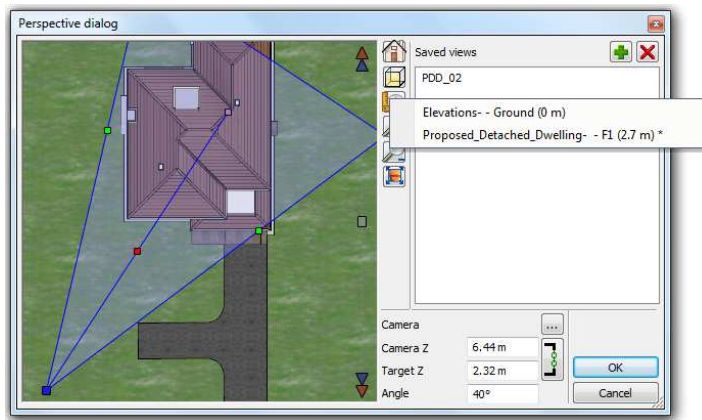 Perspective dialog
Saved views
PDD_02
Elevations- - Ground (0 m)
Proposed_Detached_Dwelling- - F1 (2.7 m) *
Camera
...
Camera Z 6.44 m
Target Z 2.32 m
Angle 40°
OK
Cancel